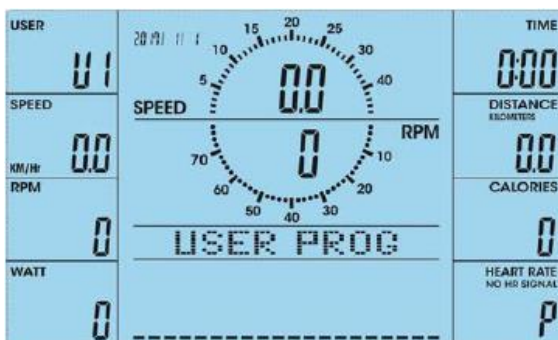 USER
U1
SPEED
KM/Hr 0.0
RPM
0
WATT
0
15 20 25
10 30
5 40
SPEED 0.0
0 RPM
70 10
60 20
50 40 30
USER PROG
TIME
0:00
DISTANCE
KILOMETERS
0.0
CALORIES
0
HEART RATE
NO HR SIGNAL
P